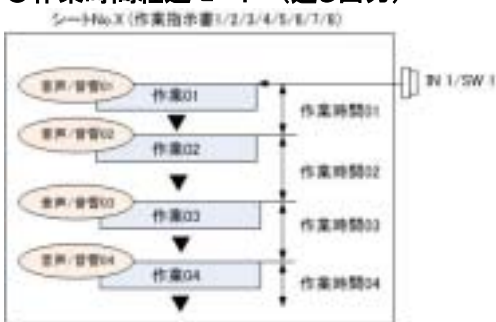 シートNo.X(作業指示書1/2/3/4/5/6/7/8)
IN 1/SW 1
音声/音響01
作業01
作業時間01
音声/音響02
作業02
作業時間02
音声/音響03
作業03
作業時間03
音声/音響04
作業04
作業時間04